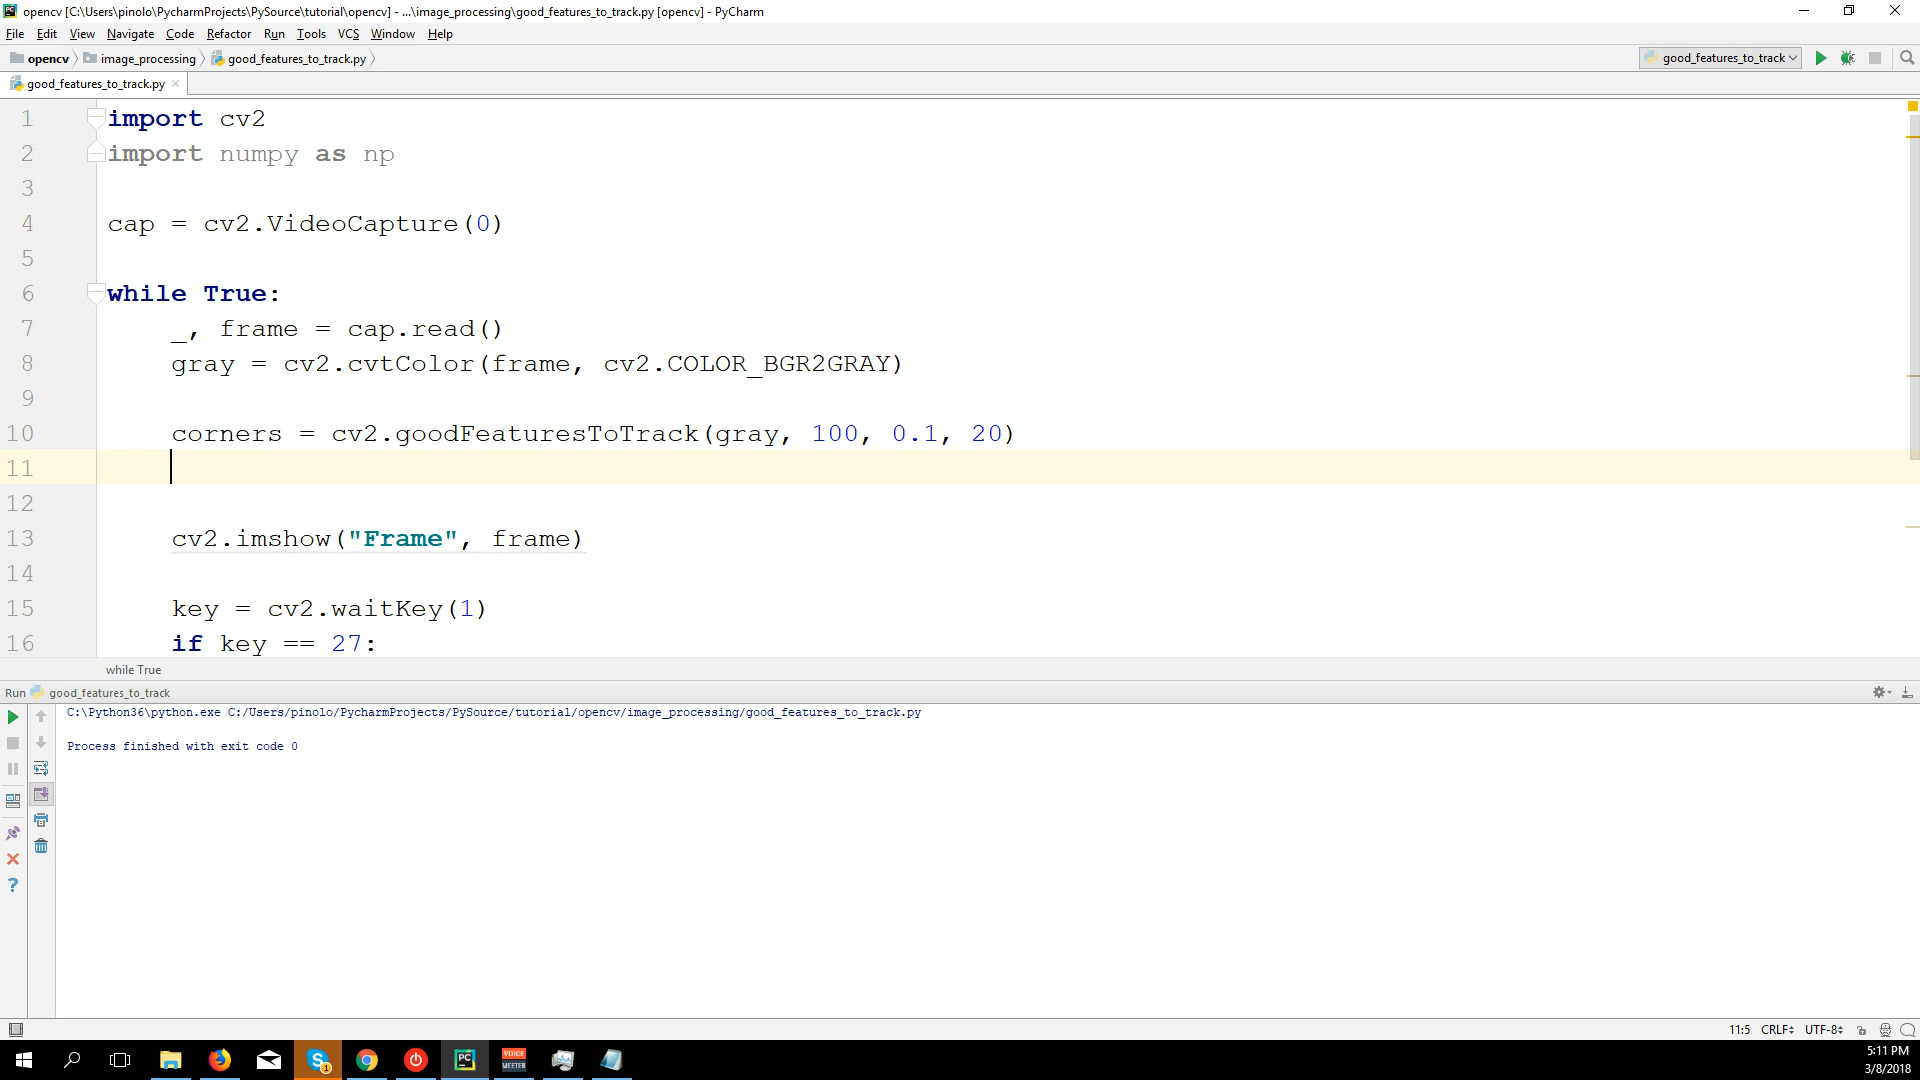 opencv [C:\Users\pinolo\PycharmProjects\PySource\tutorial\opencv] - ...\image_processing\good_features_to_track.py [opencv] - PyCharm
File Edit View Navigate Code Refactor Run Tools VCS Window Help
opencv image_processing good_features_to_track.py good_features_to_track
good_features_to_track.py
1 import cv2
2 import numpy as np
3
4 cap = cv2.VideoCapture(0)
5
6 while True:
7 _, frame = cap.read()
8 gray = cv2.cvtColor(frame, cv2.COLOR_BGR2GRAY)
9
10 corners = cv2.goodFeaturesToTrack(gray, 100, 0.1, 20)
11
12
13 cv2.imshow("Frame", frame)
14
15 key = cv2.waitKey(1)
16 if key == 27:
while True
Run good_features_to_track
C:\Python36\python.exe C:/Users/pinolo/PycharmProjects/PySource/tutorial/opencv/image_processing/good_features_to_track.py
Process finished with exit code 0
11:5 CRLF UTF-8
PC
VOICE
MEETER
S 1
5:11 PM
3/8/2018